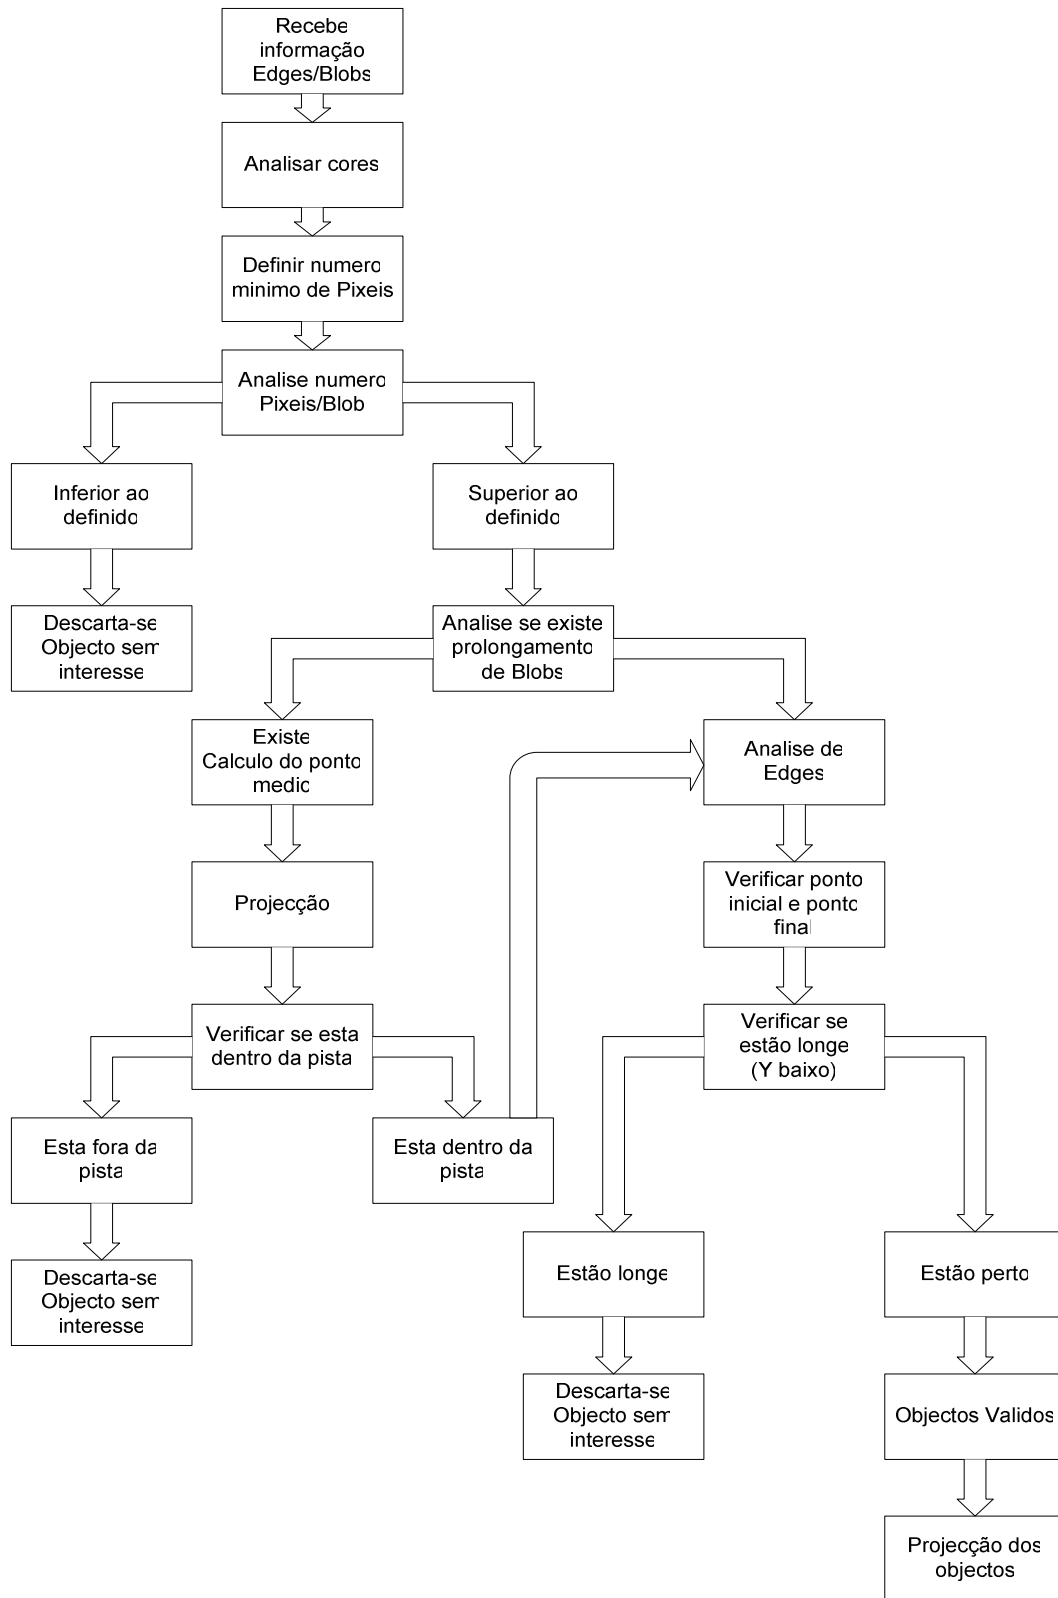 Recebe
informação
Edges/Blobs
Analisar cores
Definir numero
minimo de Pixeis
Analise numero
Pixeis/Blob
Inferior ao
definido
Superior ao
definido
Descarta-se
Objecto sem
interesse
Analise se existe
prolongamento
de Blobs
Existe
Calculo do ponto
medio
Analise de
Edges
Projecção
Verificar ponto
inicial e ponto
final
Verificar se esta
dentro da pista
Verificar se
estão longe
(Y baixo)
Esta fora da
pista
Esta dentro da
pista
Descarta-se
Objecto sem
interesse
Estão longe
Estão perto
Descarta-se
Objecto sem
interesse
Objectos Validos
Projecção dos
objectos